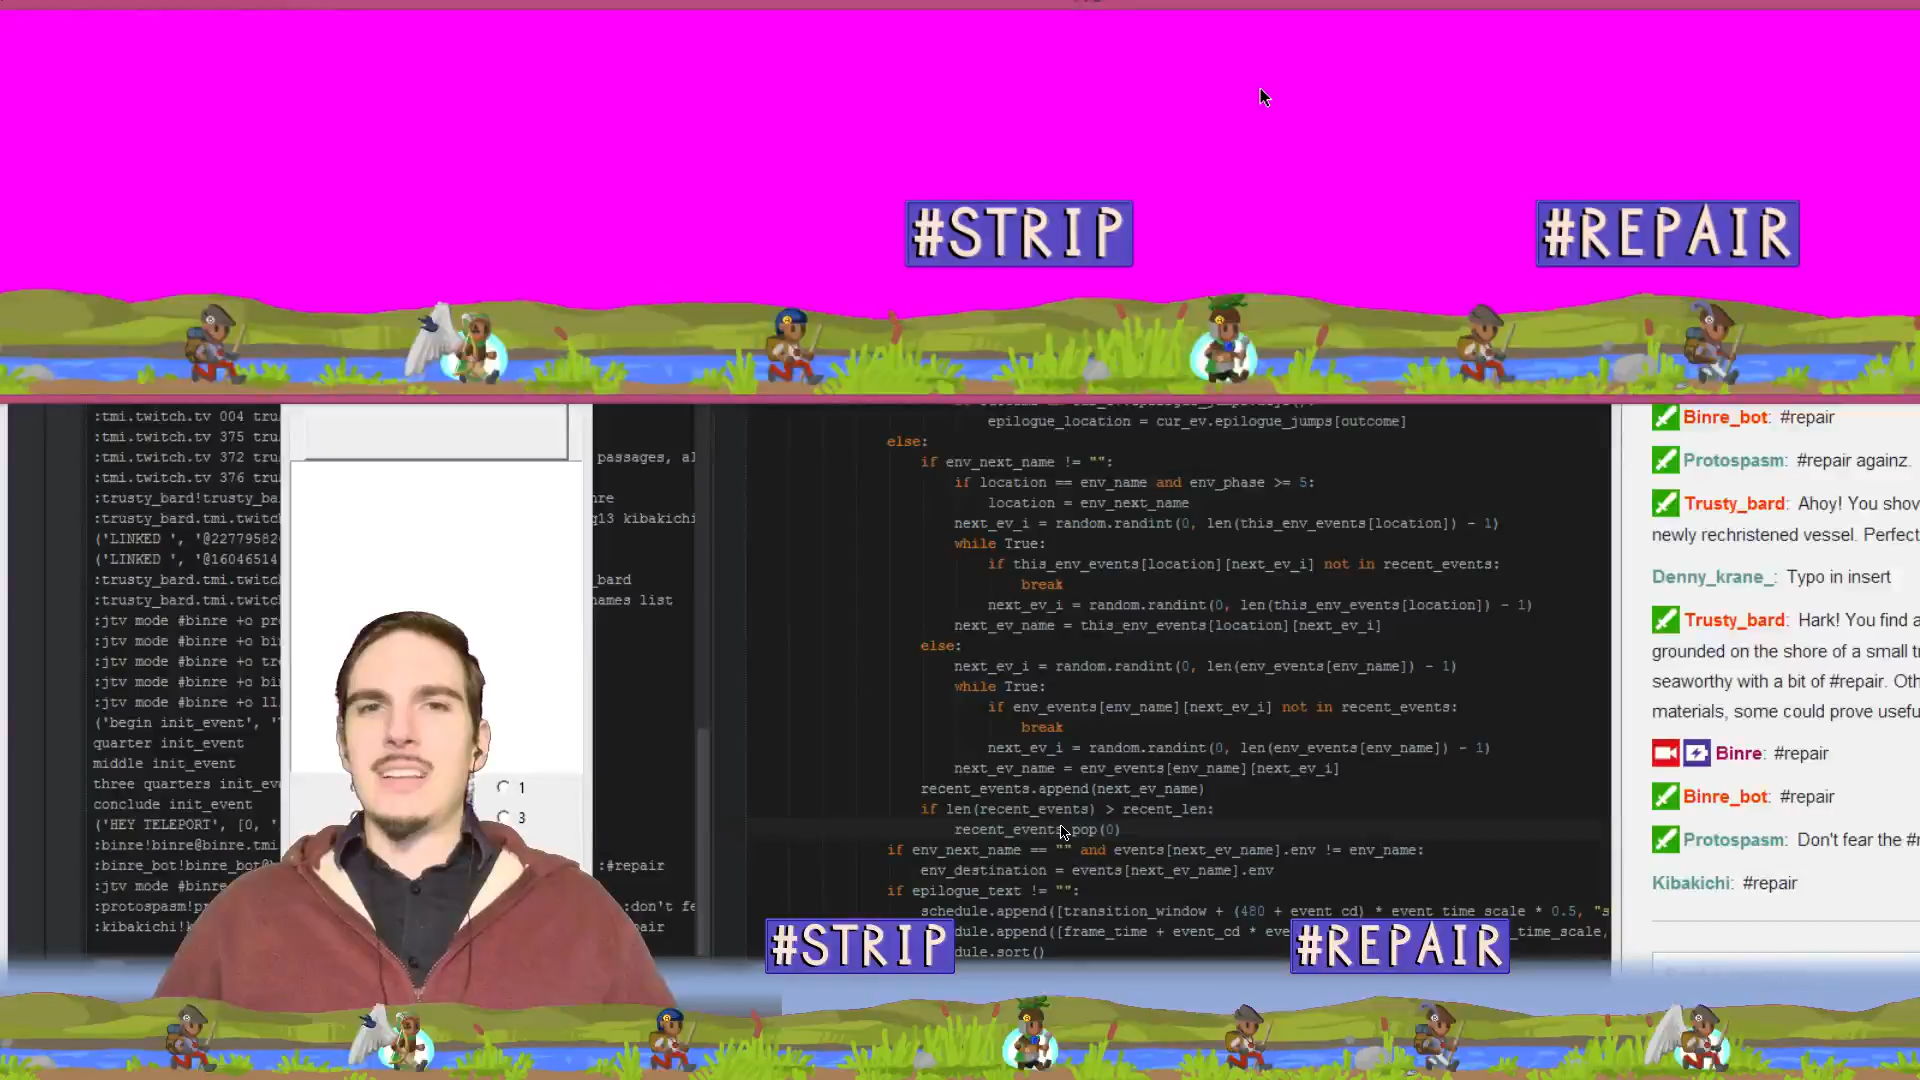 #STRIP
#REPAIR
:tmi.twitch.tv 004 tru
:tmi.twitch.tv 375 tru
:tmi.twitch.tv 372 tru
passages, al
:tmi.twitch.tv 376 tru
:trusty_bard!trusty_ba
nre
:trusty_bard.tmi.twitch
g13 kibakichi
('LINKED ', '@22779582
('LINKED ', '@16046514
:trusty_bard.tmi.twitch
_bard
:trusty_bard.tmi.twitch
names list
:jtv mode #binre +o pr
:jtv mode #binre +o bi
:jtv mode #binre +o tr
:jtv mode #binre +o bi
:jtv mode #binre +o ll
('begin init_event', '
quarter init_event
middle init_event
three quarters init_ev
conclude init_event
('HEY TELEPORT', [0, '
:binre!binre@binre.tmi
:binre_bot!binre_bot@b
:#repair
:jtv mode #binre
:protospasm!pr
:don't fe
:kibakichi!k
pair
1
3
epilogue_location = cur_ev.epilogue_jumps[outcome]
else:
if env_next_name != "":
if location == env_name and env_phase >= 5:
location = env_next_name
next_ev_i = random.randint(0, len(this_env_events[location]) - 1)
while True:
if this_env_events[location][next_ev_i] not in recent_events:
break
next_ev_i = random.randint(0, len(this_env_events[location]) - 1)
next_ev_name = this_env_events[location][next_ev_i]
else:
next_ev_i = random.randint(0, len(env_events[env_name]) - 1)
while True:
if env_events[env_name][next_ev_i] not in recent_events:
break
next_ev_i = random.randint(0, len(env_events[env_name]) - 1)
next_ev_name = env_events[env_name][next_ev_i]
recent_events.append(next_ev_name)
if len(recent_events) > recent_len:
recent_events.pop(0)
if env_next_name == "" and events[next_ev_name].env != env_name:
env_destination = events[next_ev_name].env
if epilogue_text != "":
schedule.append([transition_window + (480 + event_cd) * event_time_scale * 0.5, "s
dule.append([frame_time + event_cd * eve
_time_scale,
dule.sort()
#STRIP
#REPAIR
Binre_bot: #repair
Protospasm: #repair againz.
Trusty_bard: Ahoy! You shov
newly rechristened vessel. Perfect
Denny_krane_: Typo in insert
Trusty_bard: Hark! You find a
grounded on the shore of a small tr
seaworthy with a bit of #repair. Oth
materials, some could prove usefu
Binre: #repair
Binre_bot: #repair
Protospasm: Don't fear the #r
Kibakichi: #repair